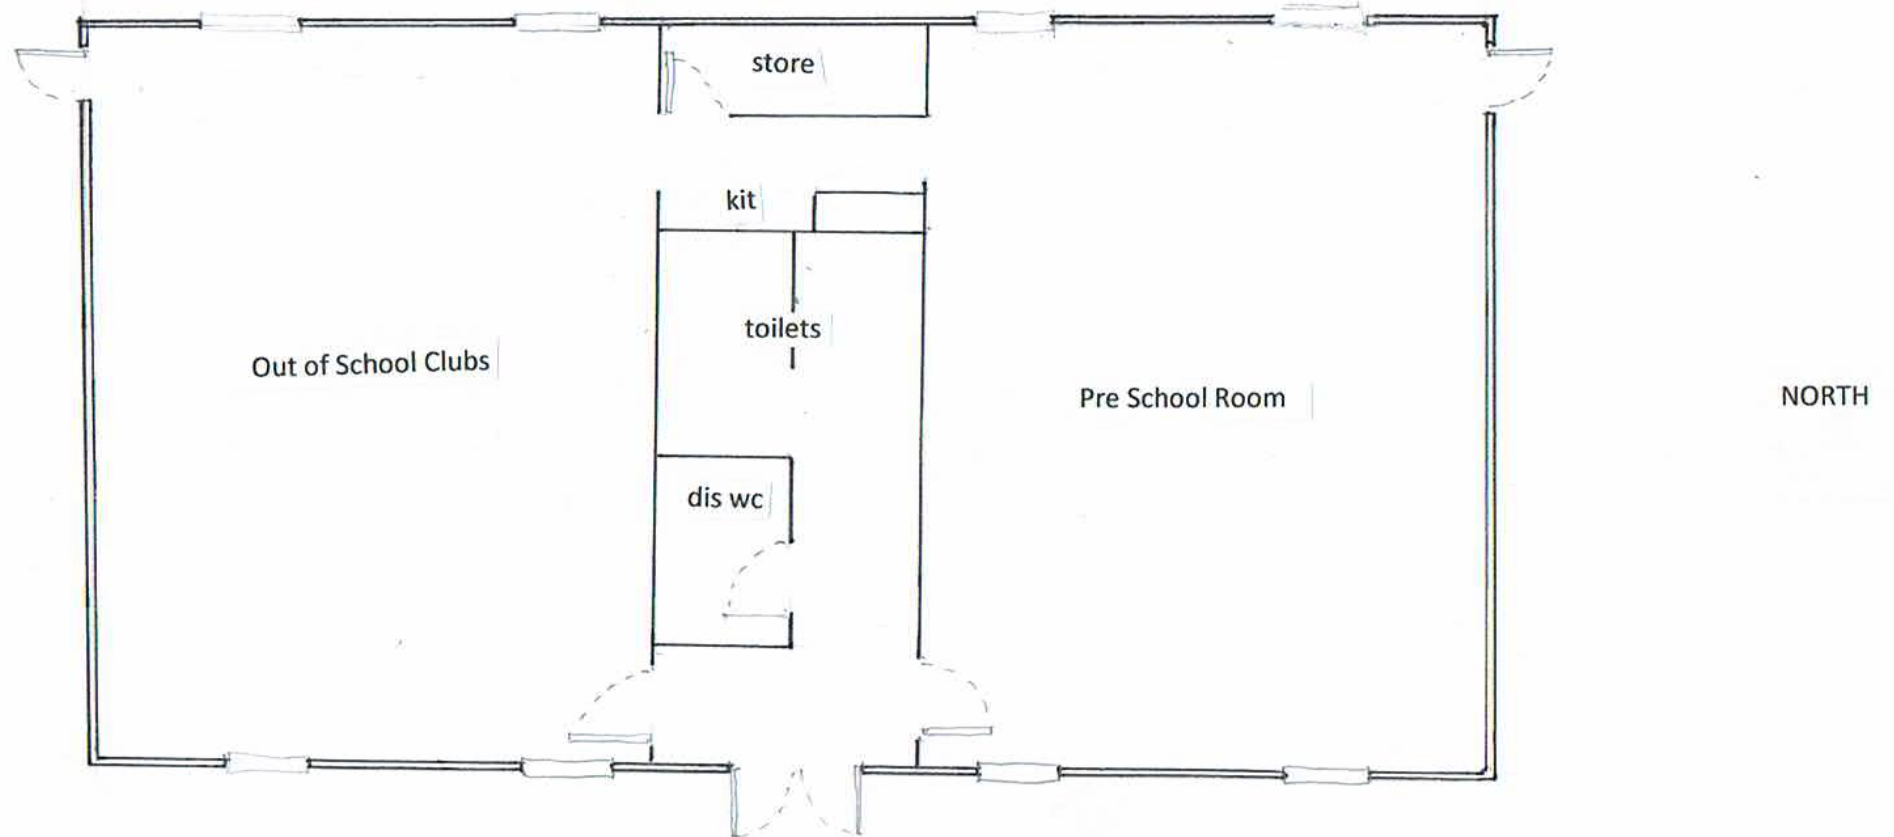 store
kit
toilets
Out of School Clubs
Pre School Room
NORTH
dis wc